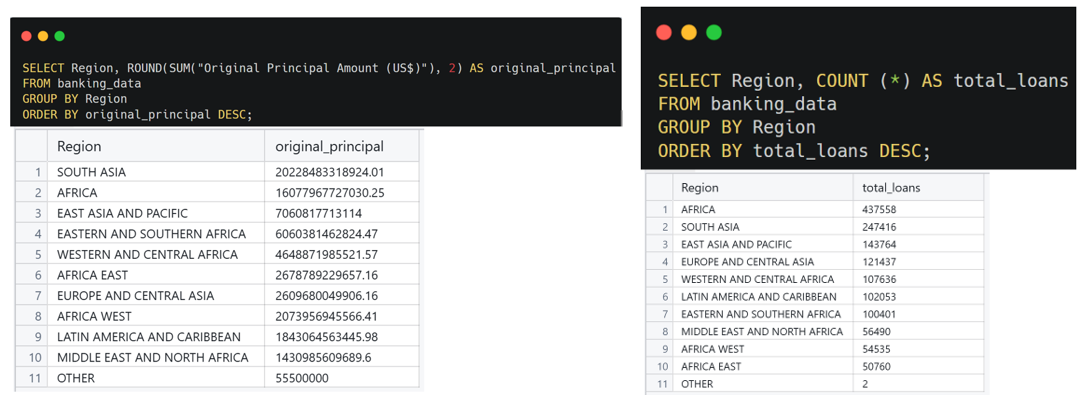 SELECT Region, ROUND(SUM("Original Principal Amount (US$)"), 2) AS original_principal
FROM banking_data
GROUP BY Region
ORDER BY original_principal DESC;
Region original_principal
1 SOUTH ASIA 20228483318924.01
2 AFRICA 16077967727030.25
3 EAST ASIA AND PACIFIC 7060817713114
4 EASTERN AND SOUTHERN AFRICA 6060381462824.47
5 WESTERN AND CENTRAL AFRICA 4648871985521.57
6 AFRICA EAST 2678789229657.16
7 EUROPE AND CENTRAL ASIA 2609680049906.16
8 AFRICA WEST 2073956945566.41
9 LATIN AMERICA AND CARIBBEAN 1843064563445.98
10 MIDDLE EAST AND NORTH AFRICA 1430985609689.6
11 OTHER 55500000
SELECT Region, COUNT (*) AS total_loans
FROM banking_data
GROUP BY Region
ORDER BY total_loans DESC;
Region total_loans
1 AFRICA 437558
2 SOUTH ASIA 247416
3 EAST ASIA AND PACIFIC 143764
4 EUROPE AND CENTRAL ASIA 121437
5 WESTERN AND CENTRAL AFRICA 107636
6 LATIN AMERICA AND CARIBBEAN 102053
7 EASTERN AND SOUTHERN AFRICA 100401
8 MIDDLE EAST AND NORTH AFRICA 56490
9 AFRICA WEST 54535
10 AFRICA EAST 50760
11 OTHER 2